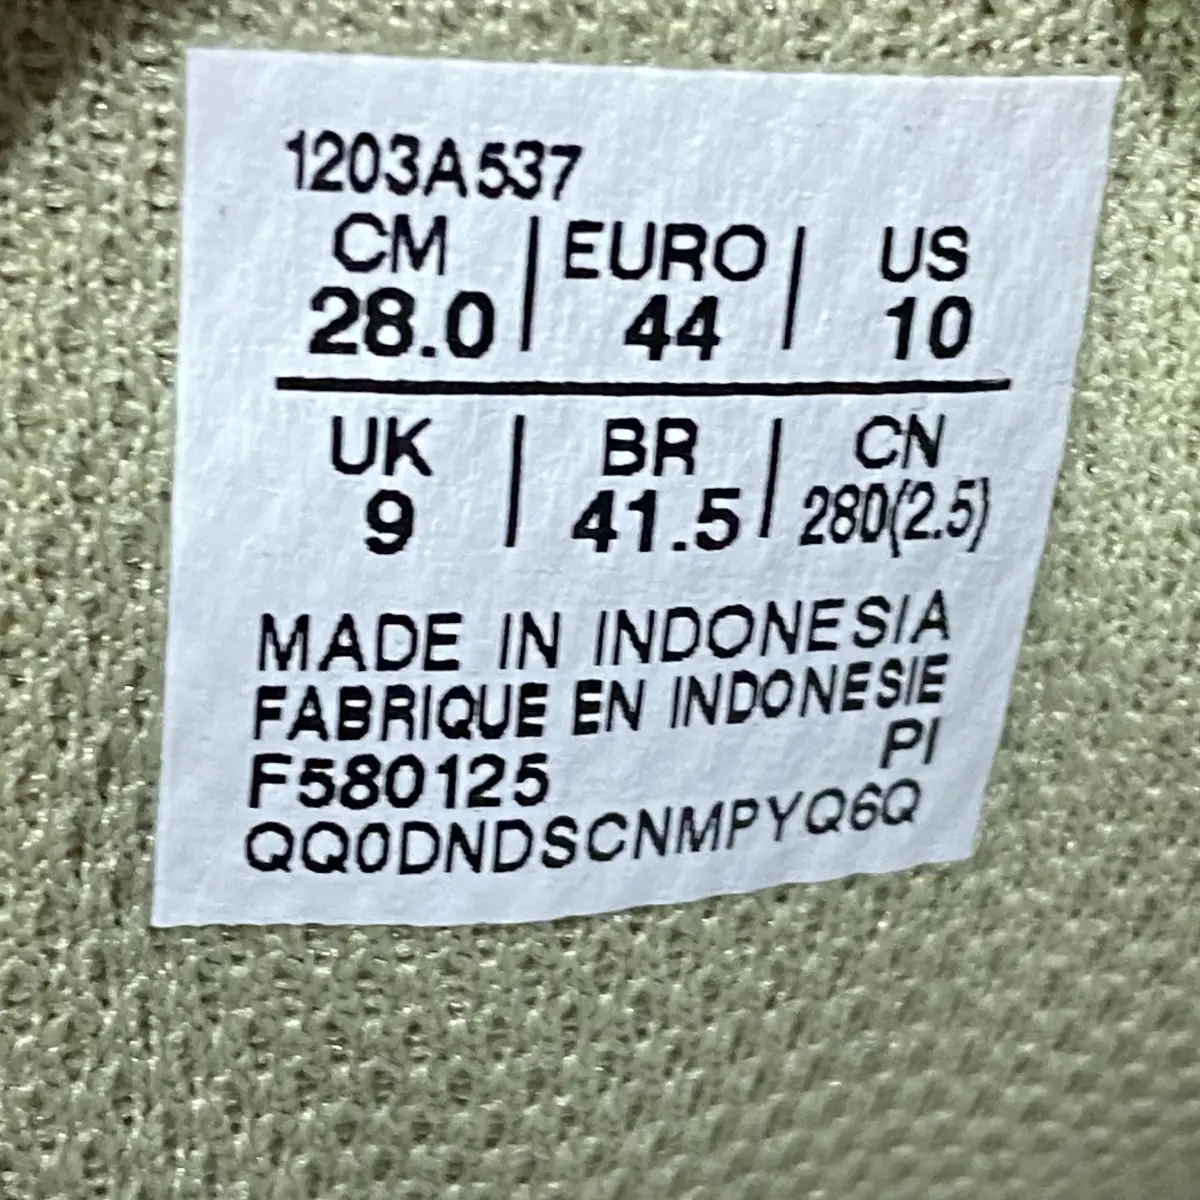 1203A537
CM | EURO | US
28.0 | 44 | 10
UK | BR | CN
9 | 41.5 | 280(2.5)
MADE IN INDONESIA
FABRIQUE EN INDONESIE
F580125 PI
QQ0DNDSCNMPYQ6Q